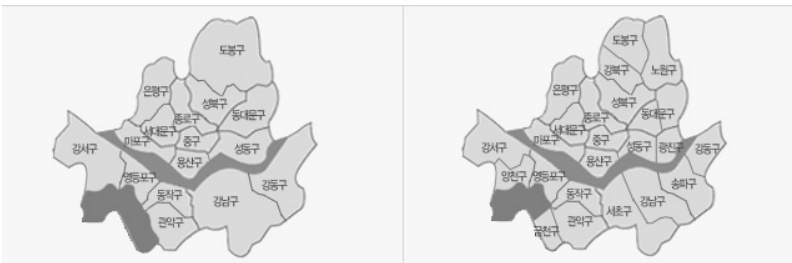 도봉구
은평구
성북구
종로구
동대문구
서대문구
마포구
중구
강서구
성동구
용산구
영등포구
강동구
동작구
강남구
관악구
도봉구
강북구
노원구
은평구
성북구
종로구
동대문구
서대문구
마포구
중구
강서구
성동구
광진구
강동구
용산구
양천구
영등포구
송파구
동작구
강남구
서초구
관악구
금천구